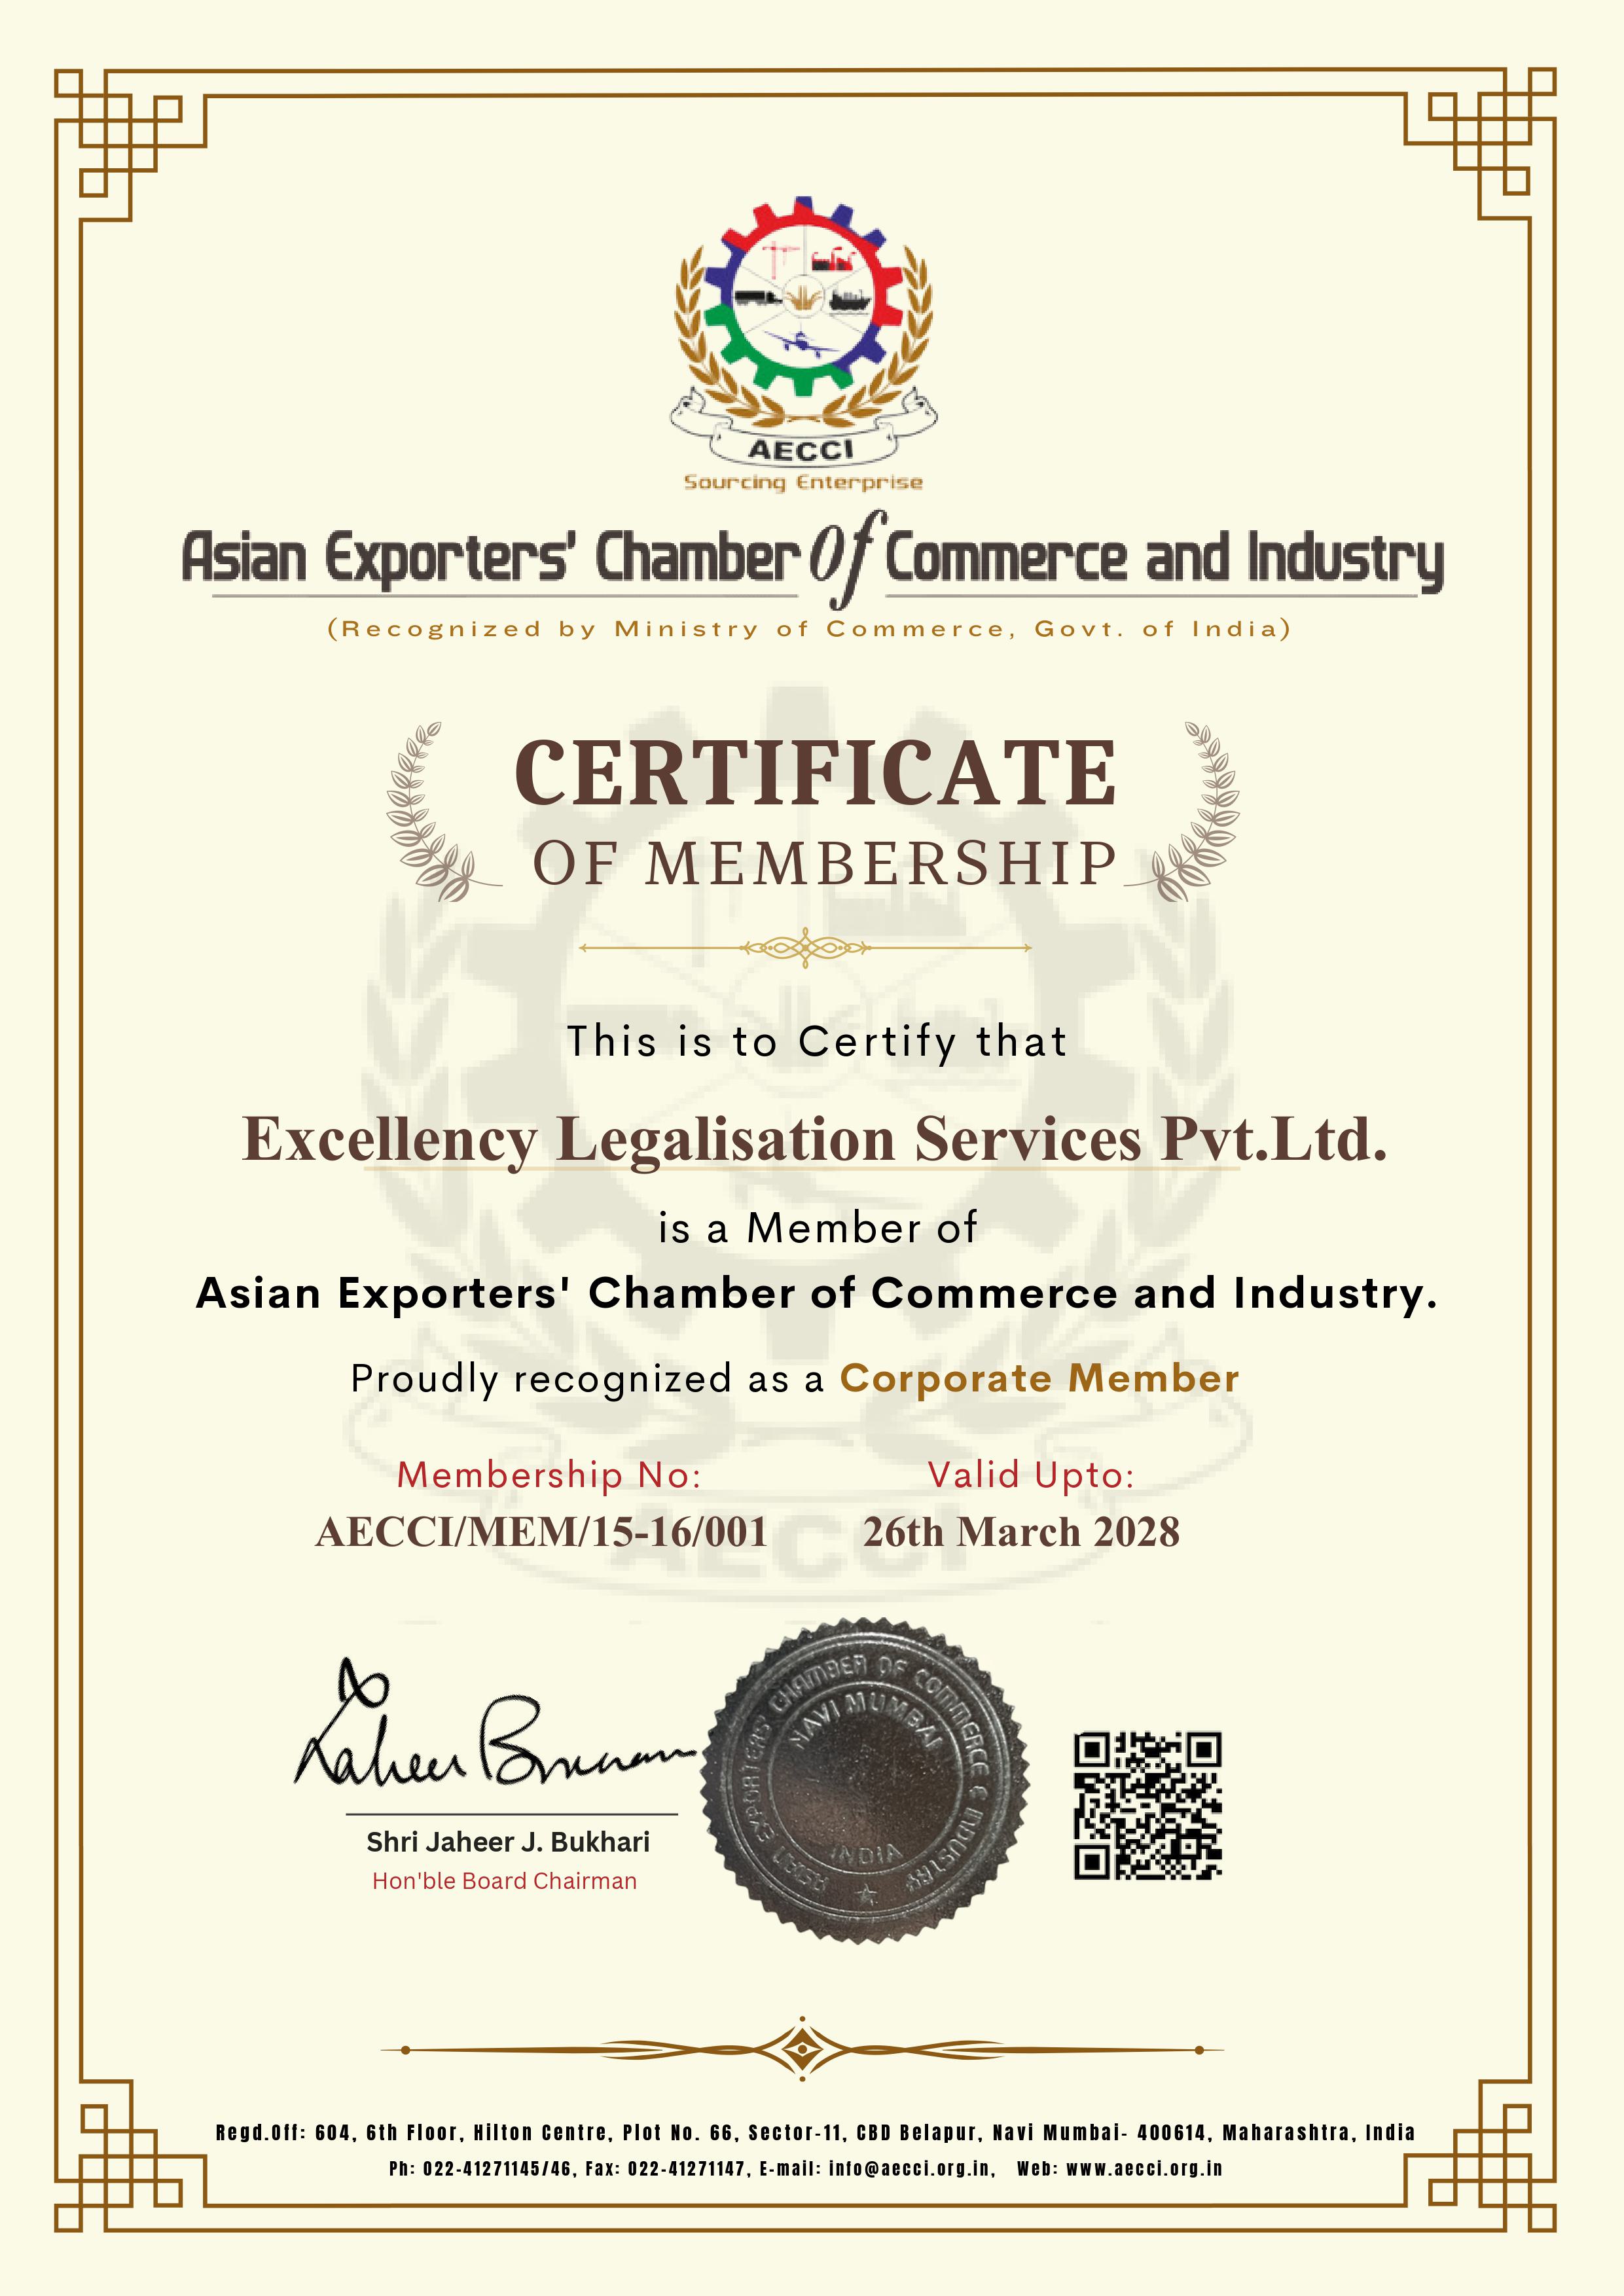 AECCI
Sourcing Enterprise
Asian Exporters' Chamber of Commerce and Industry
(Recognized by Ministry of Commerce, Govt. of India)
CERTIFICATE
OF MEMBERSHIP
This is to Certify that
Excellency Legalisation Services Pvt.Ltd.
is a Member of
Asian Exporters' Chamber of Commerce and Industry.
Proudly recognized as a Corporate Member
Membership No:
AECCI/MEM/15-16/001
Valid Upto:
26th March 2028
AECCI
Shri Jaheer J. Bukhari
Hon'ble Board Chairman
ASIAN EXPORTERS' CHAMBER OF COMMERCE & INDUSTRY
NAVI MUMBAI
INDIA
Regd.Off: 604, 6th Floor, Hilton Centre, Plot No. 66, Sector-11, CBD Belapur, Navi Mumbai- 400614, Maharashtra, India
Ph: 022-41271145/46, Fax: 022-41271147, E-mail: info@aecci.org.in, Web: www.aecci.org.in